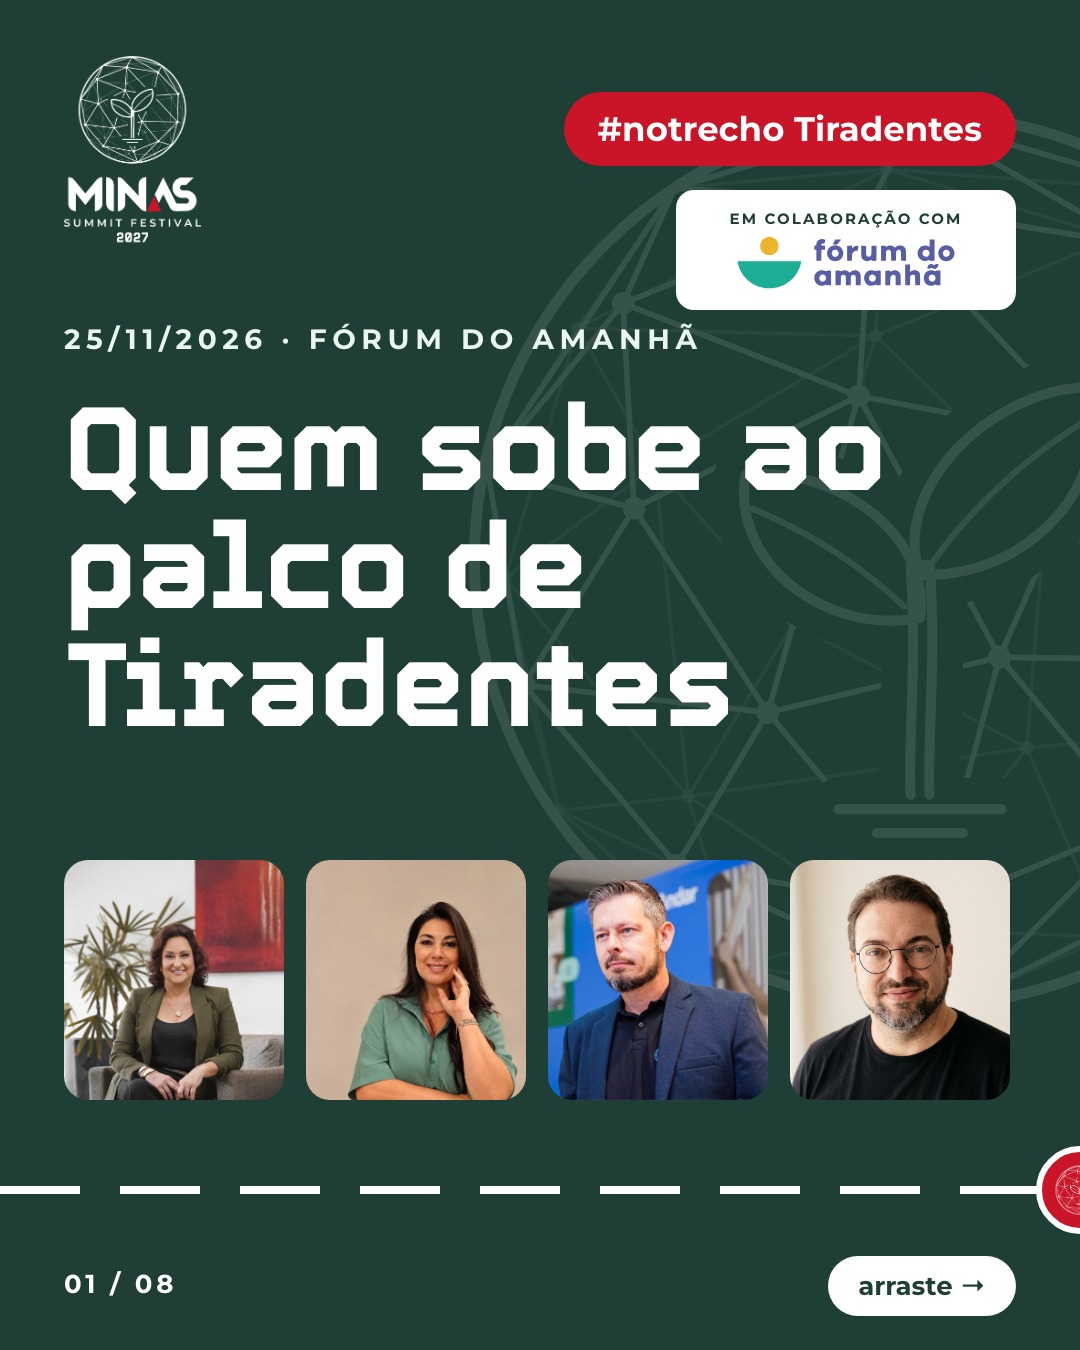 MINAS
SUMMIT FESTIVAL
2027
#notrecho Tiradentes
EM COLABORAÇÃO COM
fórum do
amanhã
25/11/2026 · FÓRUM DO AMANHÃ
Quem sobe ao
palco de
Tiradentes
01 / 08
arraste →